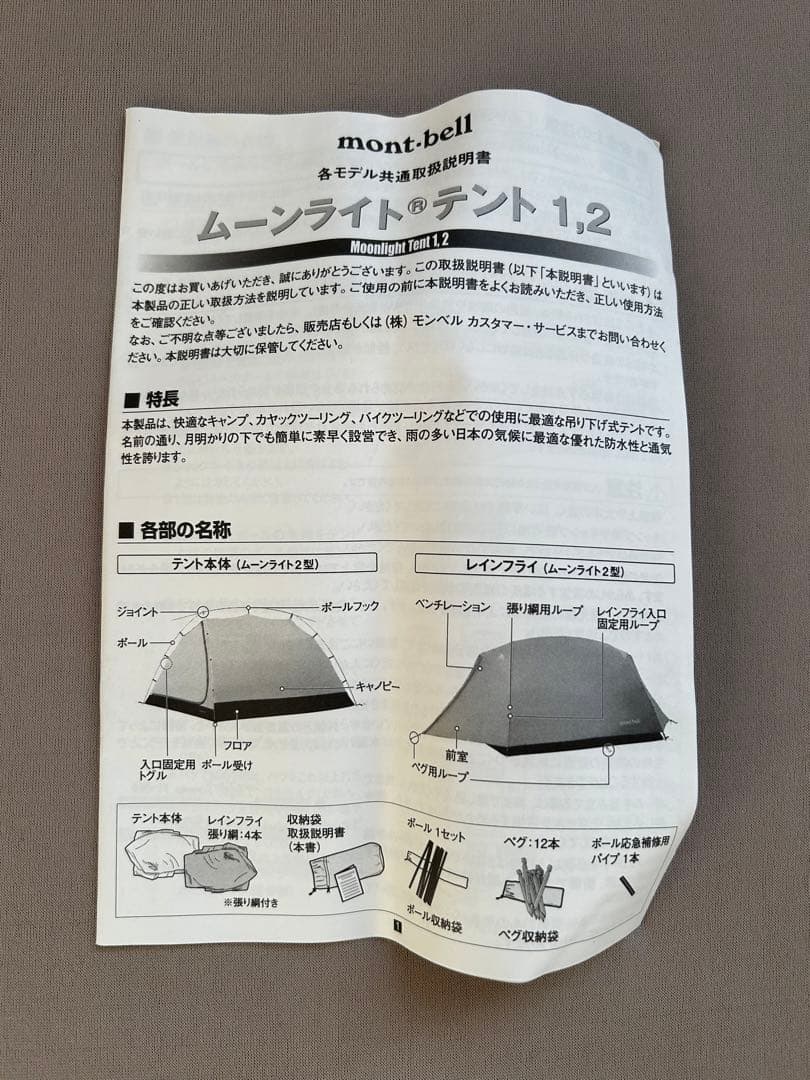 mont-bell
各モデル共通取扱説明書
ムーンライト®テント 1,2
Moonlight Tent 1, 2
この度はお買いあげいただき、誠にありがとうございます。この取扱説明書(以下「本説明書」といいます)は
本製品の正しい取扱方法を説明しています。ご使用の前に本説明書をよくお読みいただき、正しい使用方法
をご確認ください。
なお、ご不明な点等ございましたら、販売店もしくは(株)モンベル カスタマー・サービスまでお問い合わせく
ださい。本説明書は大切に保管してください。
■ 特長
本製品は、快適なキャンプ、カヤックツーリング、バイクツーリングなどでの使用に最適な吊り下げ式テントです。
名前の通り、月明かりの下でも簡単に素早く設営でき、雨の多い日本の気候に最適な優れた防水性と通気
性を誇ります。
■ 各部の名称
テント本体(ムーンライト2型)
ジョイント
ポールフック
ポール
キャノピー
フロア
入口固定用
トグル
ポール受け
レインフライ(ムーンライト2型)
ベンチレーション
張り綱用ループ
レインフライ入口
固定用ループ
前室
ペグ用ループ
テント本体
レインフライ
張り綱:4本
※張り綱付き
収納袋
取扱説明書
(本書)
ポール1セット
ポール収納袋
ペグ:12本
ペグ収納袋
ポール応急補修用
パイプ 1本
1